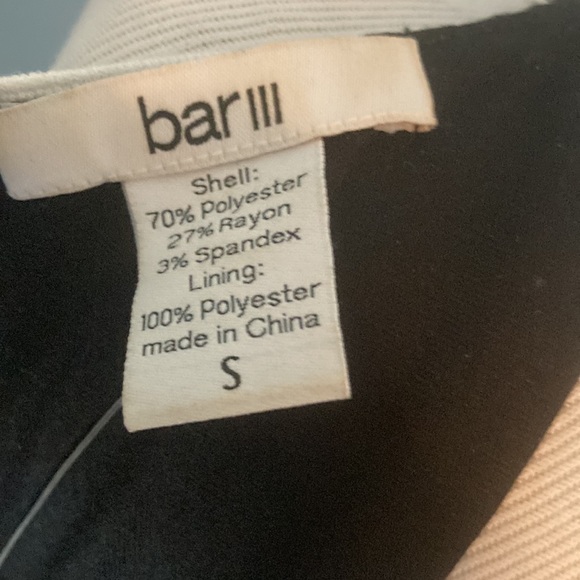 bar III
Shell:
70% Polyester
27% Rayon
3% Spandex
Lining:
100% Polyester
made in China
S